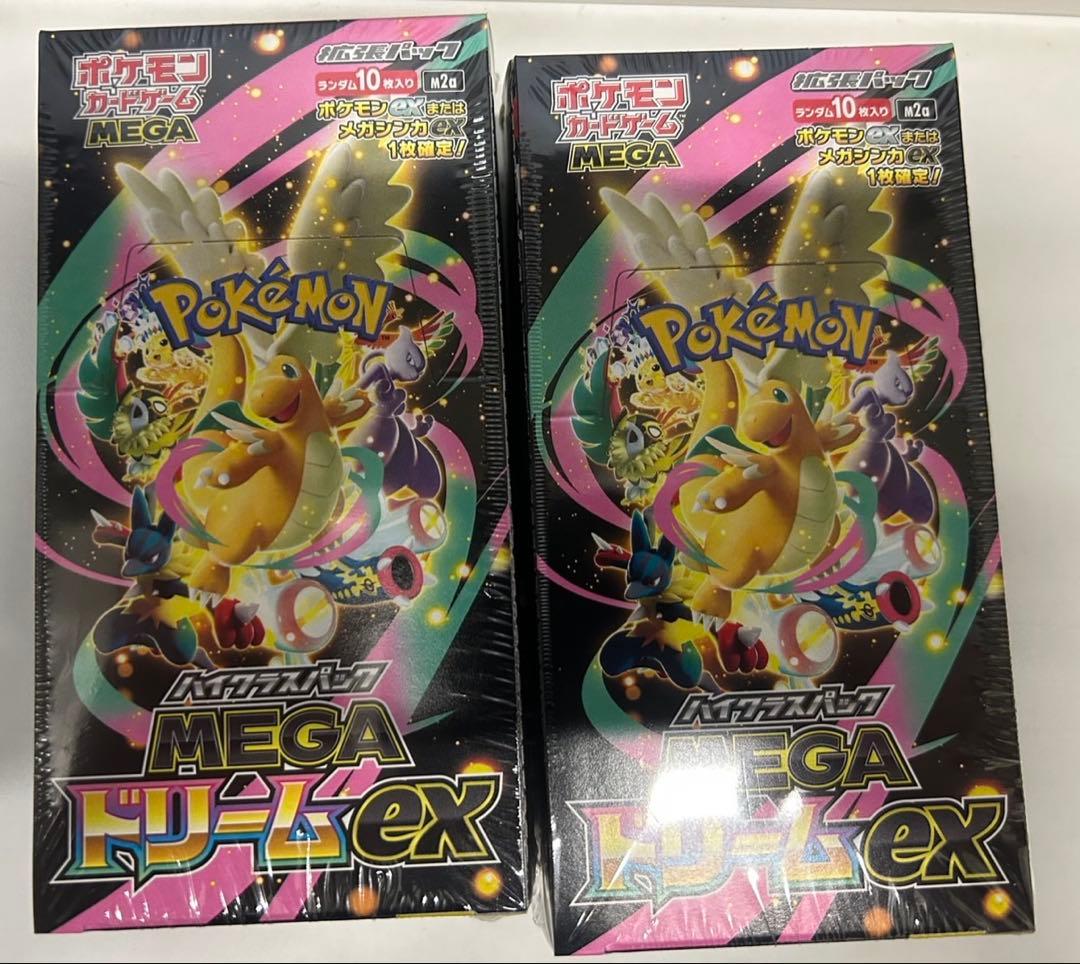 ポケモン
カードゲーム
MEGA
拡張パック
ランダム10枚入り M2a
ポケモンexまたは
メガシンカex
1枚確定!
POKéMON
TM
ハイクラスパック
MEGA
ドリームex
ポケモン
カードゲーム
MEGA
拡張パック
ランダム10枚入り M2a
ポケモンexまたは
メガシンカex
1枚確定!
POKéMON
TM
ハイクラスパック
MEGA
ドリームex